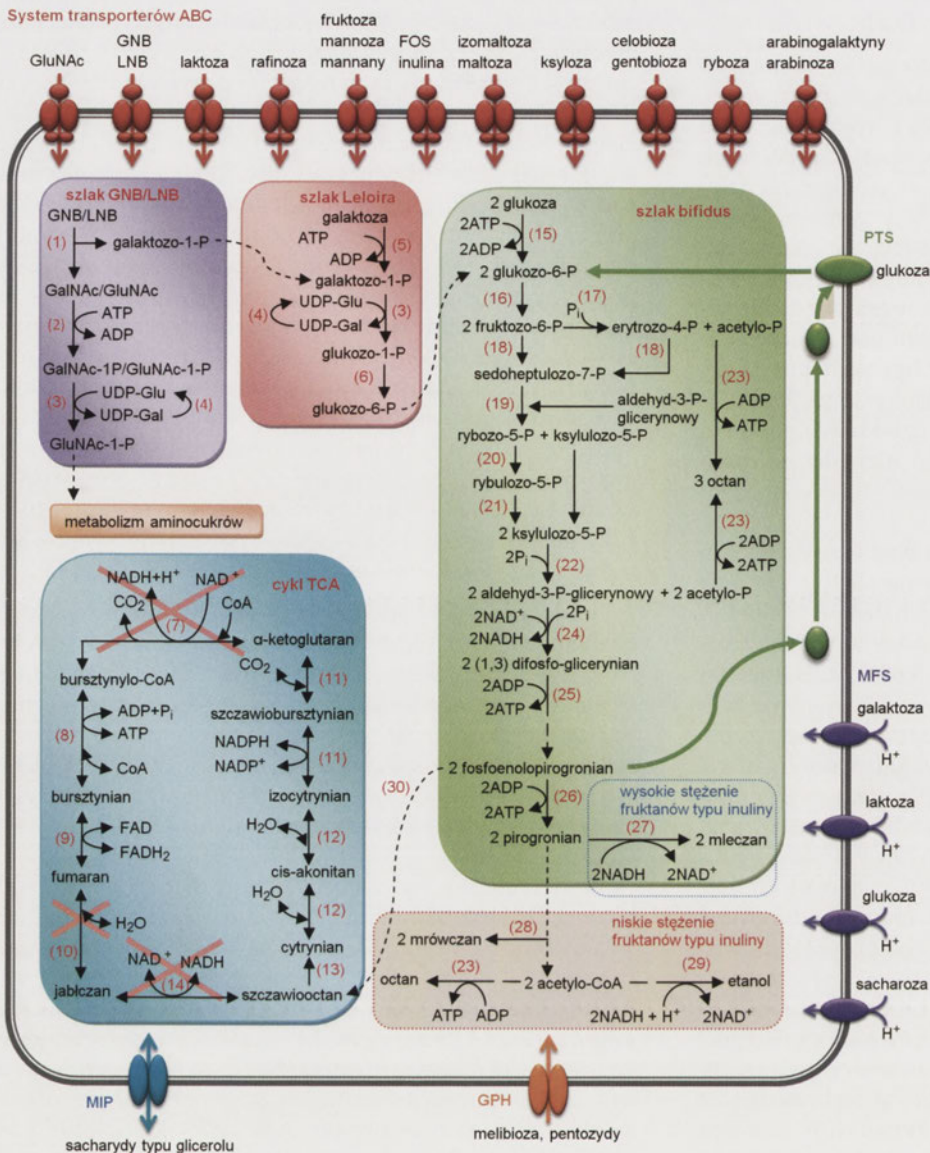 System transporterów ABC
GluNAc
GNB
LNB
laktoza
rafinoza
fruktoza
mannoza
mannany
FOS
inulina
izomaltoza
maltoza
ksyloza
celobioza
gentobioza
ryboza
arabinogalaktyny
arabinoza
szlak GNB/LNB
GNB/LNB
(1)
galaktozo-1-P
GalNAc/GluNAc
(2)
ATP
ADP
GalNAc-1P/GluNAc-1-P
(3)
UDP-Glu
UDP-Gal
(4)
GluNAc-1-P
metabolizm aminocukrów
szlak Leloira
galaktoza
ATP
ADP
(5)
galaktozo-1-P
(4)
UDP-Glu
UDP-Gal
(3)
glukozo-1-P
(6)
glukozo-6-P
szlak bifidus
2 glukoza
2ATP
2ADP
(15)
2 glukozo-6-P
(16)
Pi
(17)
2 fruktozo-6-P
erytrozo-4-P + acetylo-P
(18)
(18)
sedoheptulozo-7-P
(23)
ADP
ATP
(19)
aldehyd-3-P-
glicerynowy
rybozo-5-P + ksylulozo-5-P
(20)
rybulozo-5-P
3 octan
(21)
(23)
2 ksylulozo-5-P
2ADP
2ATP
2Pi
(22)
2 aldehyd-3-P-glicerynowy + 2 acetylo-P
2NAD+
2NADH
2Pi
(24)
2 (1,3) difosfo-glicerynian
2ADP
2ATP
(25)
2 fosfoenolopirogronian
2ADP
2ATP
(26)
2 pirogronian
wysokie stężenie
fruktanów typu inuliny
(27)
2 mleczan
2NADH
2NAD+
niskie stężenie
fruktanów typu inuliny
2 mrówczan
(28)
octan
(23)
2 acetylo-CoA
(29)
etanol
ATP
ADP
2NADH + H+
2NAD+
PTS
glukoza
MFS
galaktoza
H+
laktoza
H+
glukoza
H+
sacharoza
H+
cykl TCA
NADH+H+
NAD+
CO2
CoA
(7)
α-ketoglutaran
bursztynylo-CoA
CO2
(11)
szczawiobursztynian
(8)
ADP+Pi
ATP
CoA
NADPH
NADP+
(11)
bursztynian
izocytrynian
(30)
(9)
FAD
FADH2
H2O
(12)
fumaran
cis-akonitan
H2O
(12)
(10)
H2O
cytrynian
NAD+
NADH
(13)
(14)
jabłczan
szczawiooctan
MIP
sacharydy typu glicerolu
GPH
melibioza, pentozydy